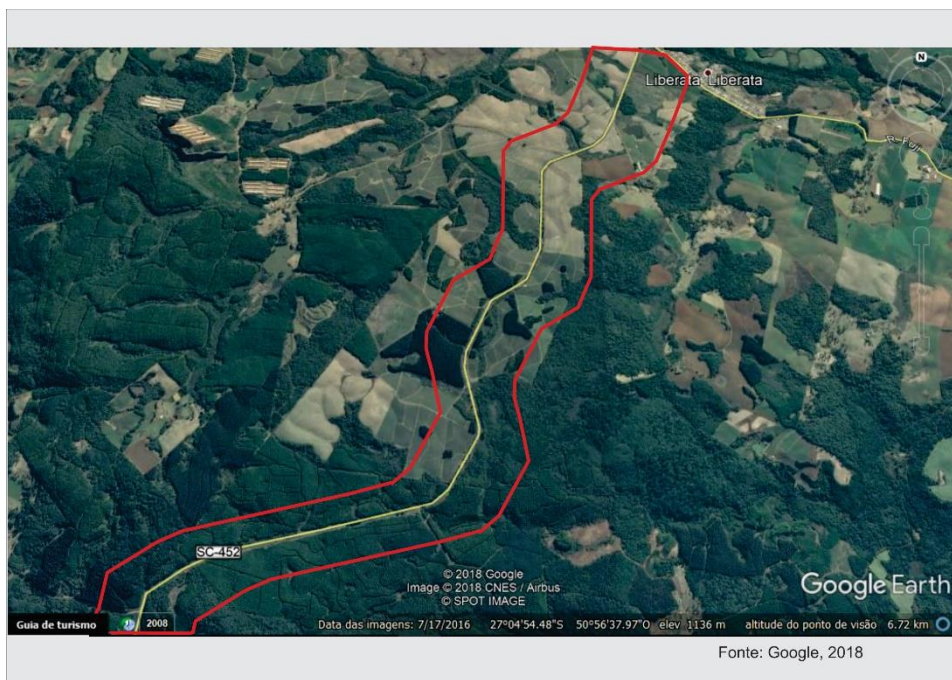 N
Liberata Liberata
R. Fuji
SC-452
© 2018 Google
Image © 2018 CNES / Airbus
© SPOT IMAGE
Google Earth
Guia de turismo
2008
Data das imagens: 7/17/2016 27°04'54.48"S 50°56'37.97"O elev 1136 m altitude do ponto de visão 6.72 km
Fonte: Google, 2018